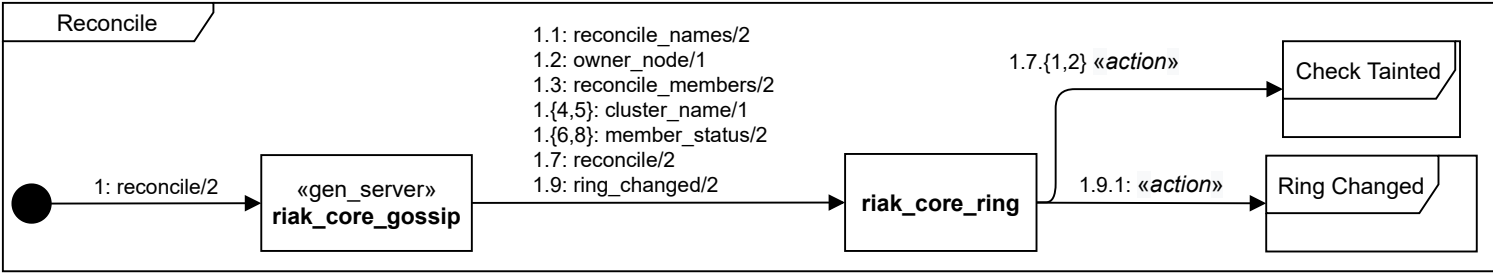 Reconcile
1: reconcile/2
«gen_server»
riak_core_gossip
1.1: reconcile_names/2
1.2: owner_node/1
1.3: reconcile_members/2
1.{4,5}: cluster_name/1
1.{6,8}: member_status/2
1.7: reconcile/2
1.9: ring_changed/2
riak_core_ring
1.7.{1,2} «action»
Check Tainted
1.9.1: «action»
Ring Changed